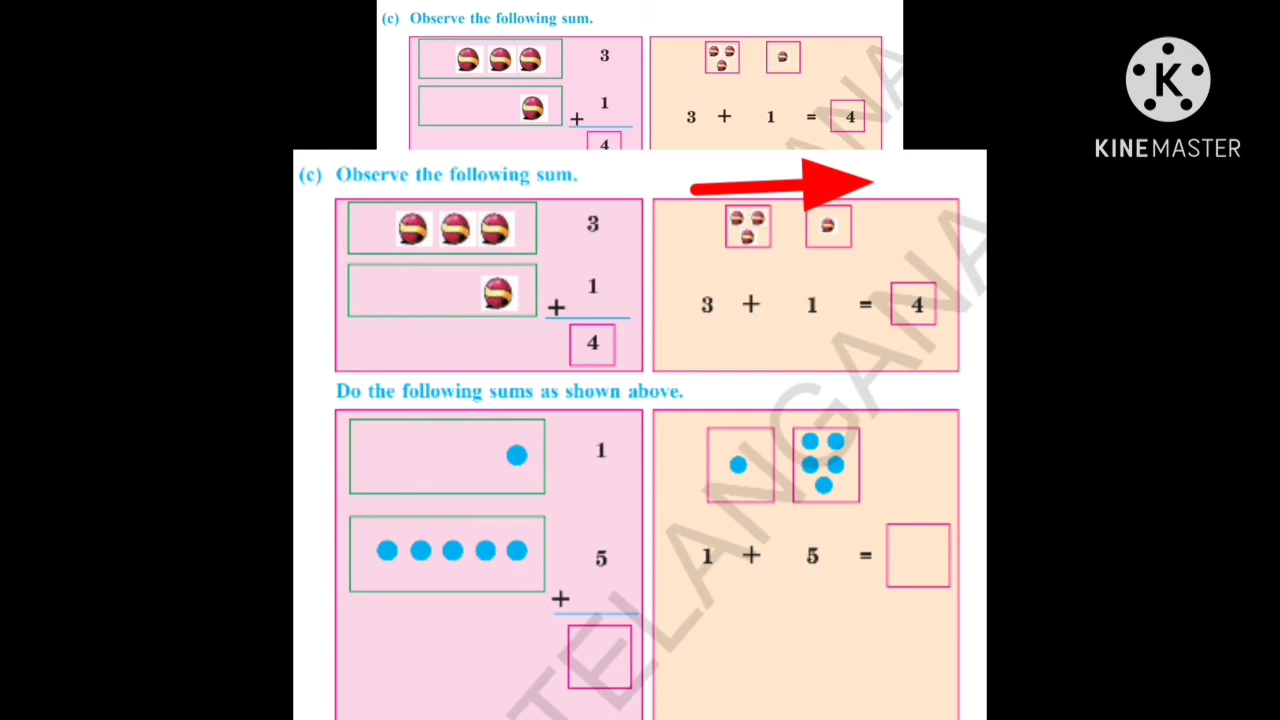 (c) Observe the following sum.
3
1
+
4
3 + 1 = 4
KINEMASTER
(c) Observe the following sum.
3
1
+
4
3 + 1 = 4
Do the following sums as shown above.
1
5
+
1 + 5 =
TELANGANA